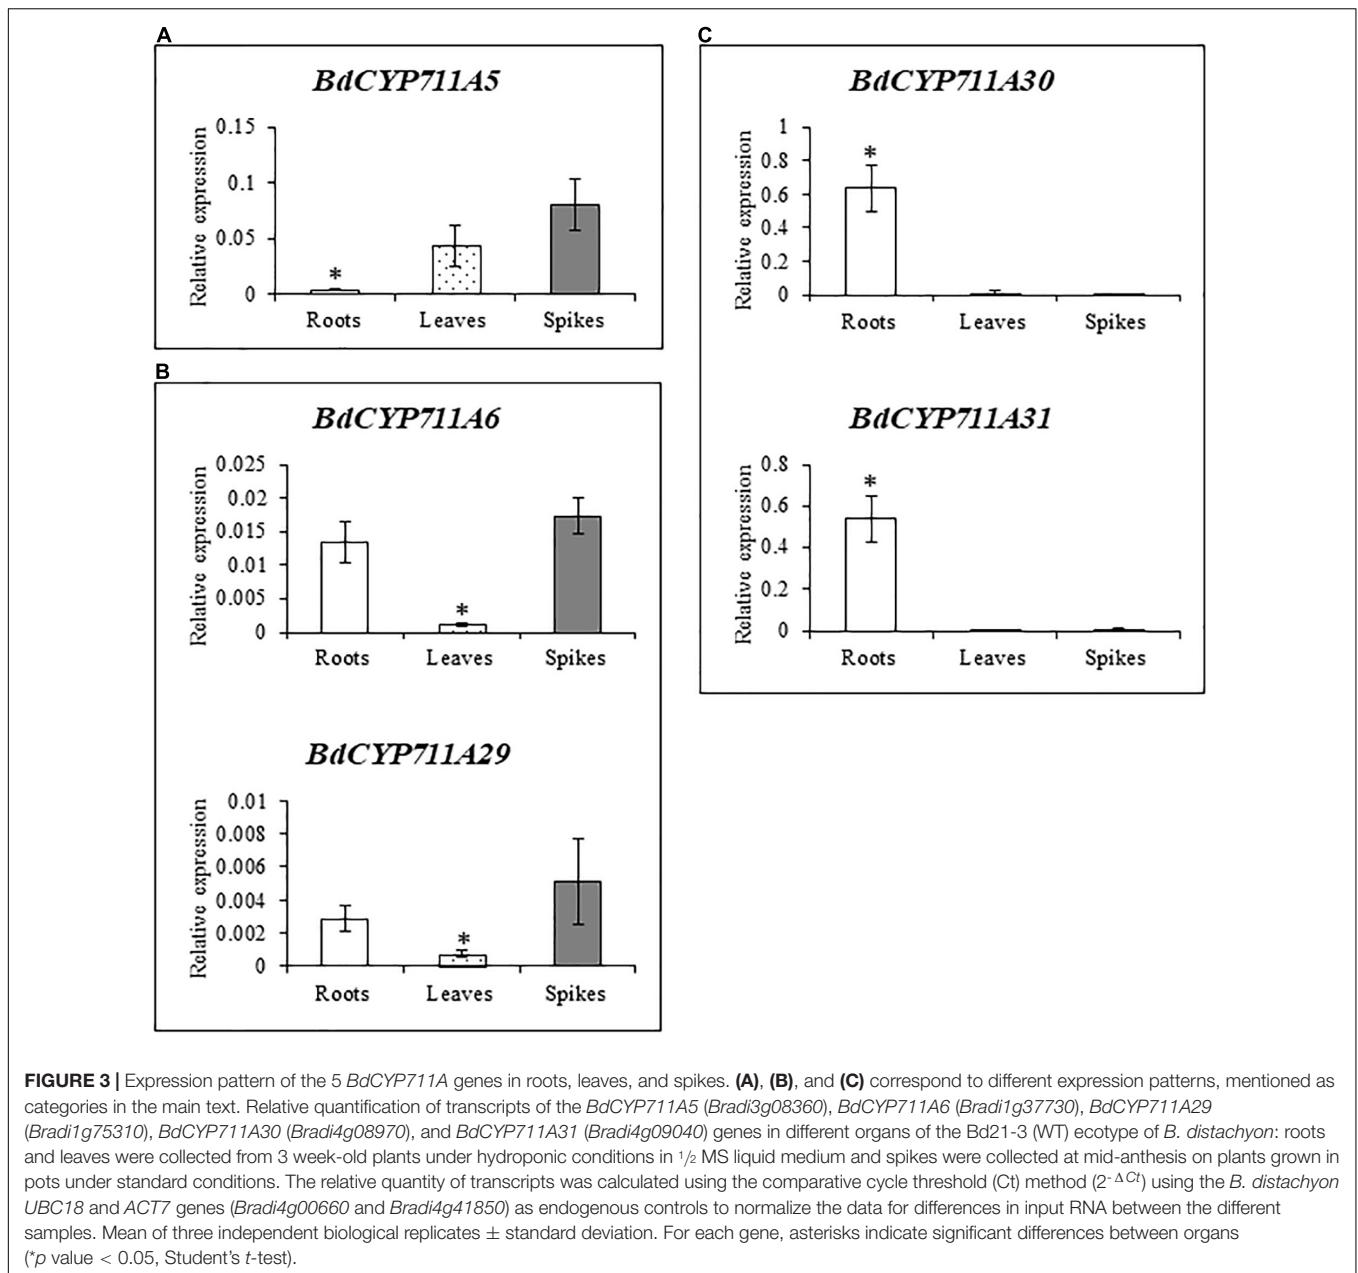 A
BdCYP711A5
Relative expression
0.15
0.1
0.05
0
*
Roots Leaves Spikes
B
BdCYP711A6
Relative expression
0.025
0.02
0.015
0.01
0.005
0
*
Roots Leaves Spikes
BdCYP711A29
Relative expression
0.01
0.008
0.006
0.004
0.002
0
*
Roots Leaves Spikes
C
BdCYP711A30
Relative expression
1
0.8
0.6
0.4
0.2
0
*
Roots Leaves Spikes
BdCYP711A31
Relative expression
0.8
0.6
0.4
0.2
0
*
Roots Leaves Spikes
FIGURE 3 | Expression pattern of the 5 BdCYP711A genes in roots, leaves, and spikes. (A), (B), and (C) correspond to different expression patterns, mentioned as
categories in the main text. Relative quantification of transcripts of the BdCYP711A5 (Bradi3g08360), BdCYP711A6 (Bradi1g37730), BdCYP711A29
(Bradi1g75310), BdCYP711A30 (Bradi4g08970), and BdCYP711A31 (Bradi4g09040) genes in different organs of the Bd21-3 (WT) ecotype of B. distachyon: roots
and leaves were collected from 3 week-old plants under hydroponic conditions in 1/2 MS liquid medium and spikes were collected at mid-anthesis on plants grown in
pots under standard conditions. The relative quantity of transcripts was calculated using the comparative cycle threshold (Ct) method (2-ΔCt) using the B. distachyon
UBC18 and ACT7 genes (Bradi4g00660 and Bradi4g41850) as endogenous controls to normalize the data for differences in input RNA between the different
samples. Mean of three independent biological replicates ± standard deviation. For each gene, asterisks indicate significant differences between organs
(*p value < 0.05, Student's t-test).